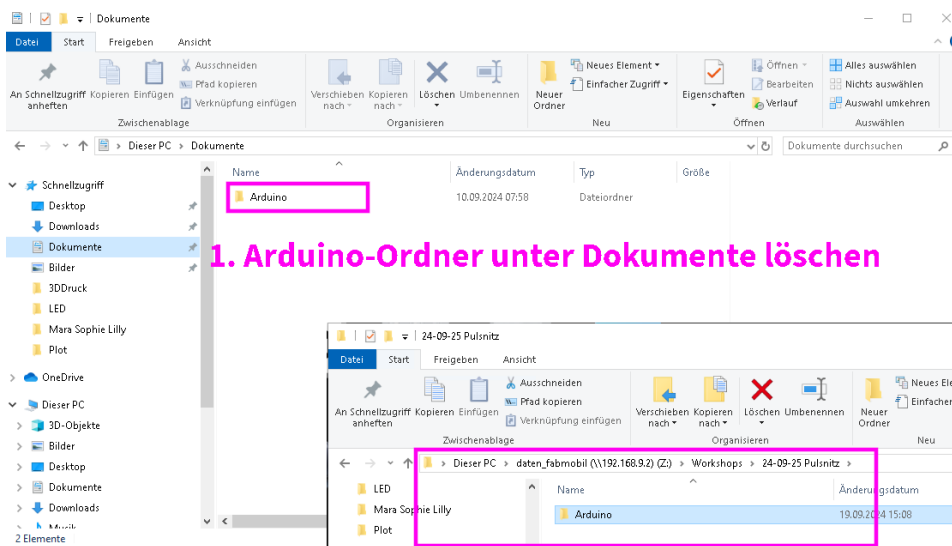 Dokumente
Datei Start Freigeben Ansicht
An Schnellzugriff anheften
Kopieren
Einfügen
Ausschneiden
Pfad kopieren
Verknüpfung einfügen
Zwischenablage
Verschieben nach
Kopieren nach
Löschen
Umbenennen
Organisieren
Neuer Ordner
Neues Element
Einfacher Zugriff
Neu
Eigenschaften
Öffnen
Bearbeiten
Verlauf
Öffnen
Alles auswählen
Nichts auswählen
Auswahl umkehren
Auswählen
Dieser PC > Dokumente
Dokumente durchsuchen
Name Änderungsdatum Typ Größe
Arduino 10.09.2024 07:58 Dateiordner
Schnellzugriff
Desktop
Downloads
Dokumente
Bilder
3DDruck
LED
Mara Sophie Lilly
Plot
OneDrive
Dieser PC
3D-Objekte
Bilder
Desktop
Dokumente
Downloads
Musik
2 Elemente
1. Arduino-Ordner unter Dokumente löschen
24-09-25 Pulsnitz
Datei Start Freigeben Ansicht
An Schnellzugriff anheften
Kopieren
Einfügen
Ausschneiden
Pfad kopieren
Verknüpfung einfügen
Zwischenablage
Verschieben nach
Kopieren nach
Löschen
Umbenennen
Organisieren
Neuer Ordner
Neues Ele
Einfacher
Neu
Dieser PC > daten_fabmobil (\\192.168.9.2) (Z:) > Workshops > 24-09-25 Pulsnitz >
LED
Mara Sophie Lilly
Plot
Name Änderungsdatum
Arduino 19.09.2024 15:08